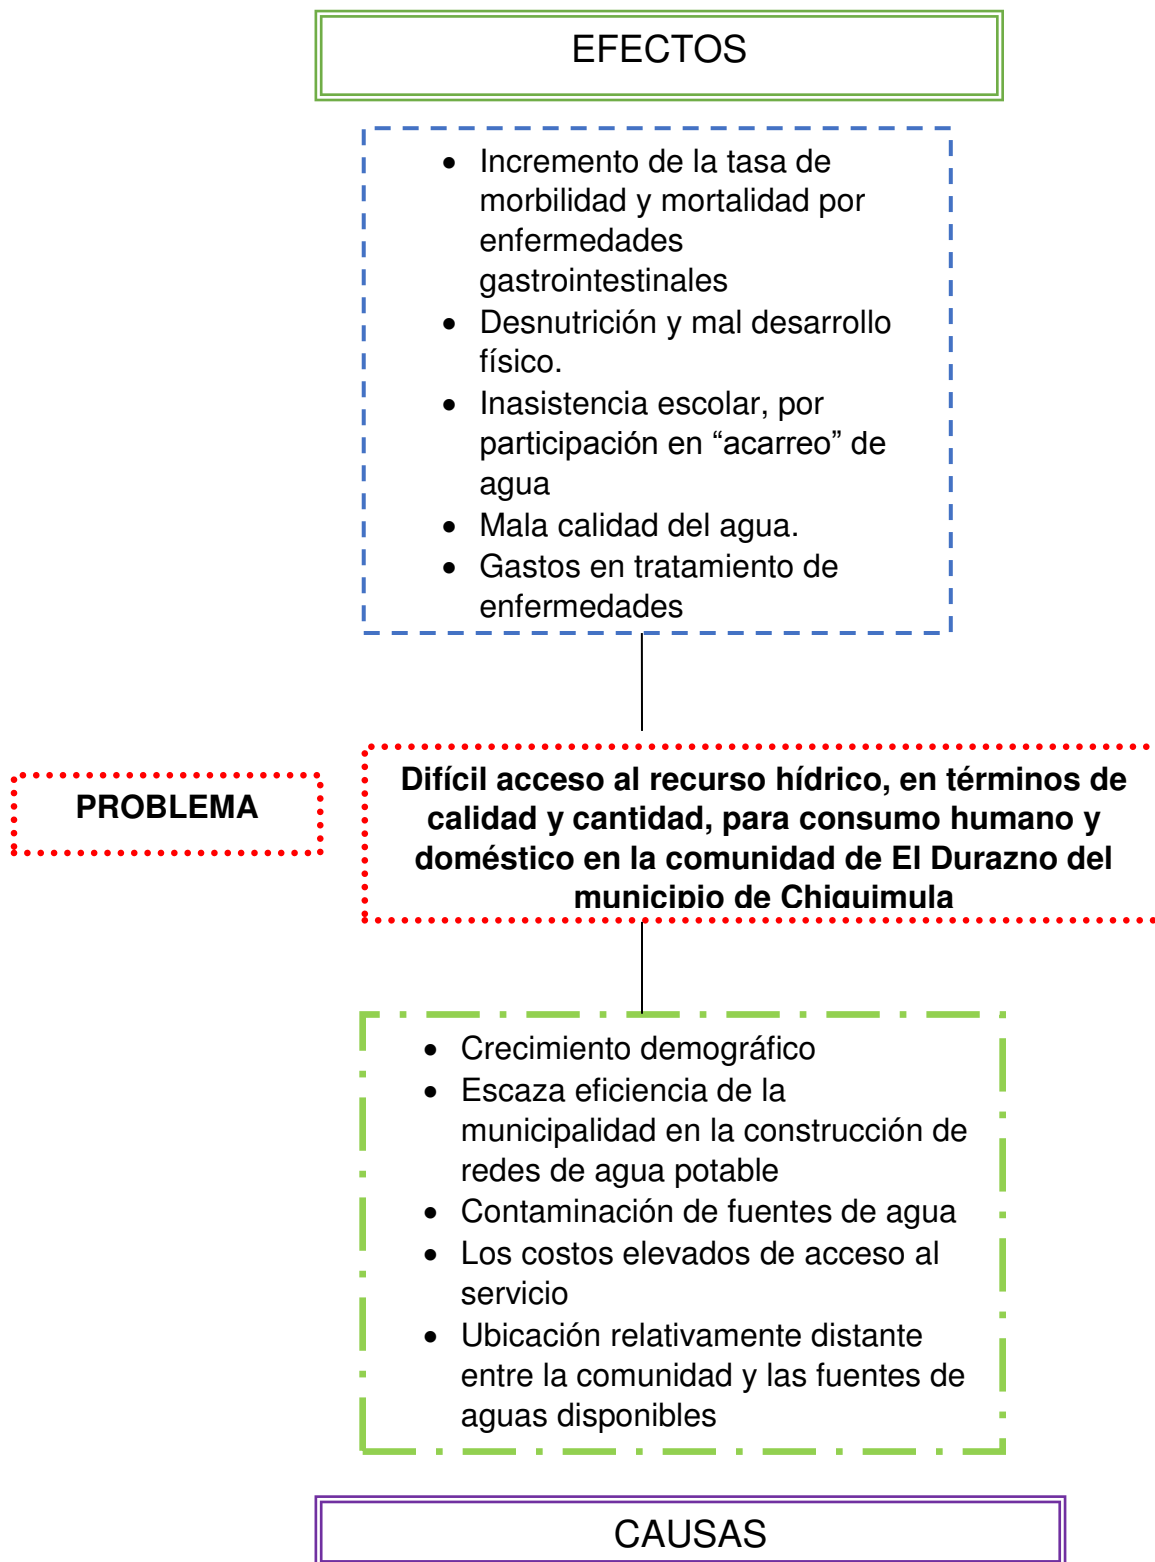 EFECTOS
• Incremento de la tasa de
morbilidad y mortalidad por
enfermedades
gastrointestinales
• Desnutrición y mal desarrollo
físico.
• Inasistencia escolar, por
participación en “acarreo” de
agua
• Mala calidad del agua.
• Gastos en tratamiento de
enfermedades
PROBLEMA
Difícil acceso al recurso hídrico, en términos de
calidad y cantidad, para consumo humano y
doméstico en la comunidad de El Durazno del
municipio de Chiquimula
• Crecimiento demográfico
• Escaza eficiencia de la
municipalidad en la construcción de
redes de agua potable
• Contaminación de fuentes de agua
• Los costos elevados de acceso al
servicio
• Ubicación relativamente distante
entre la comunidad y las fuentes de
aguas disponibles
CAUSAS